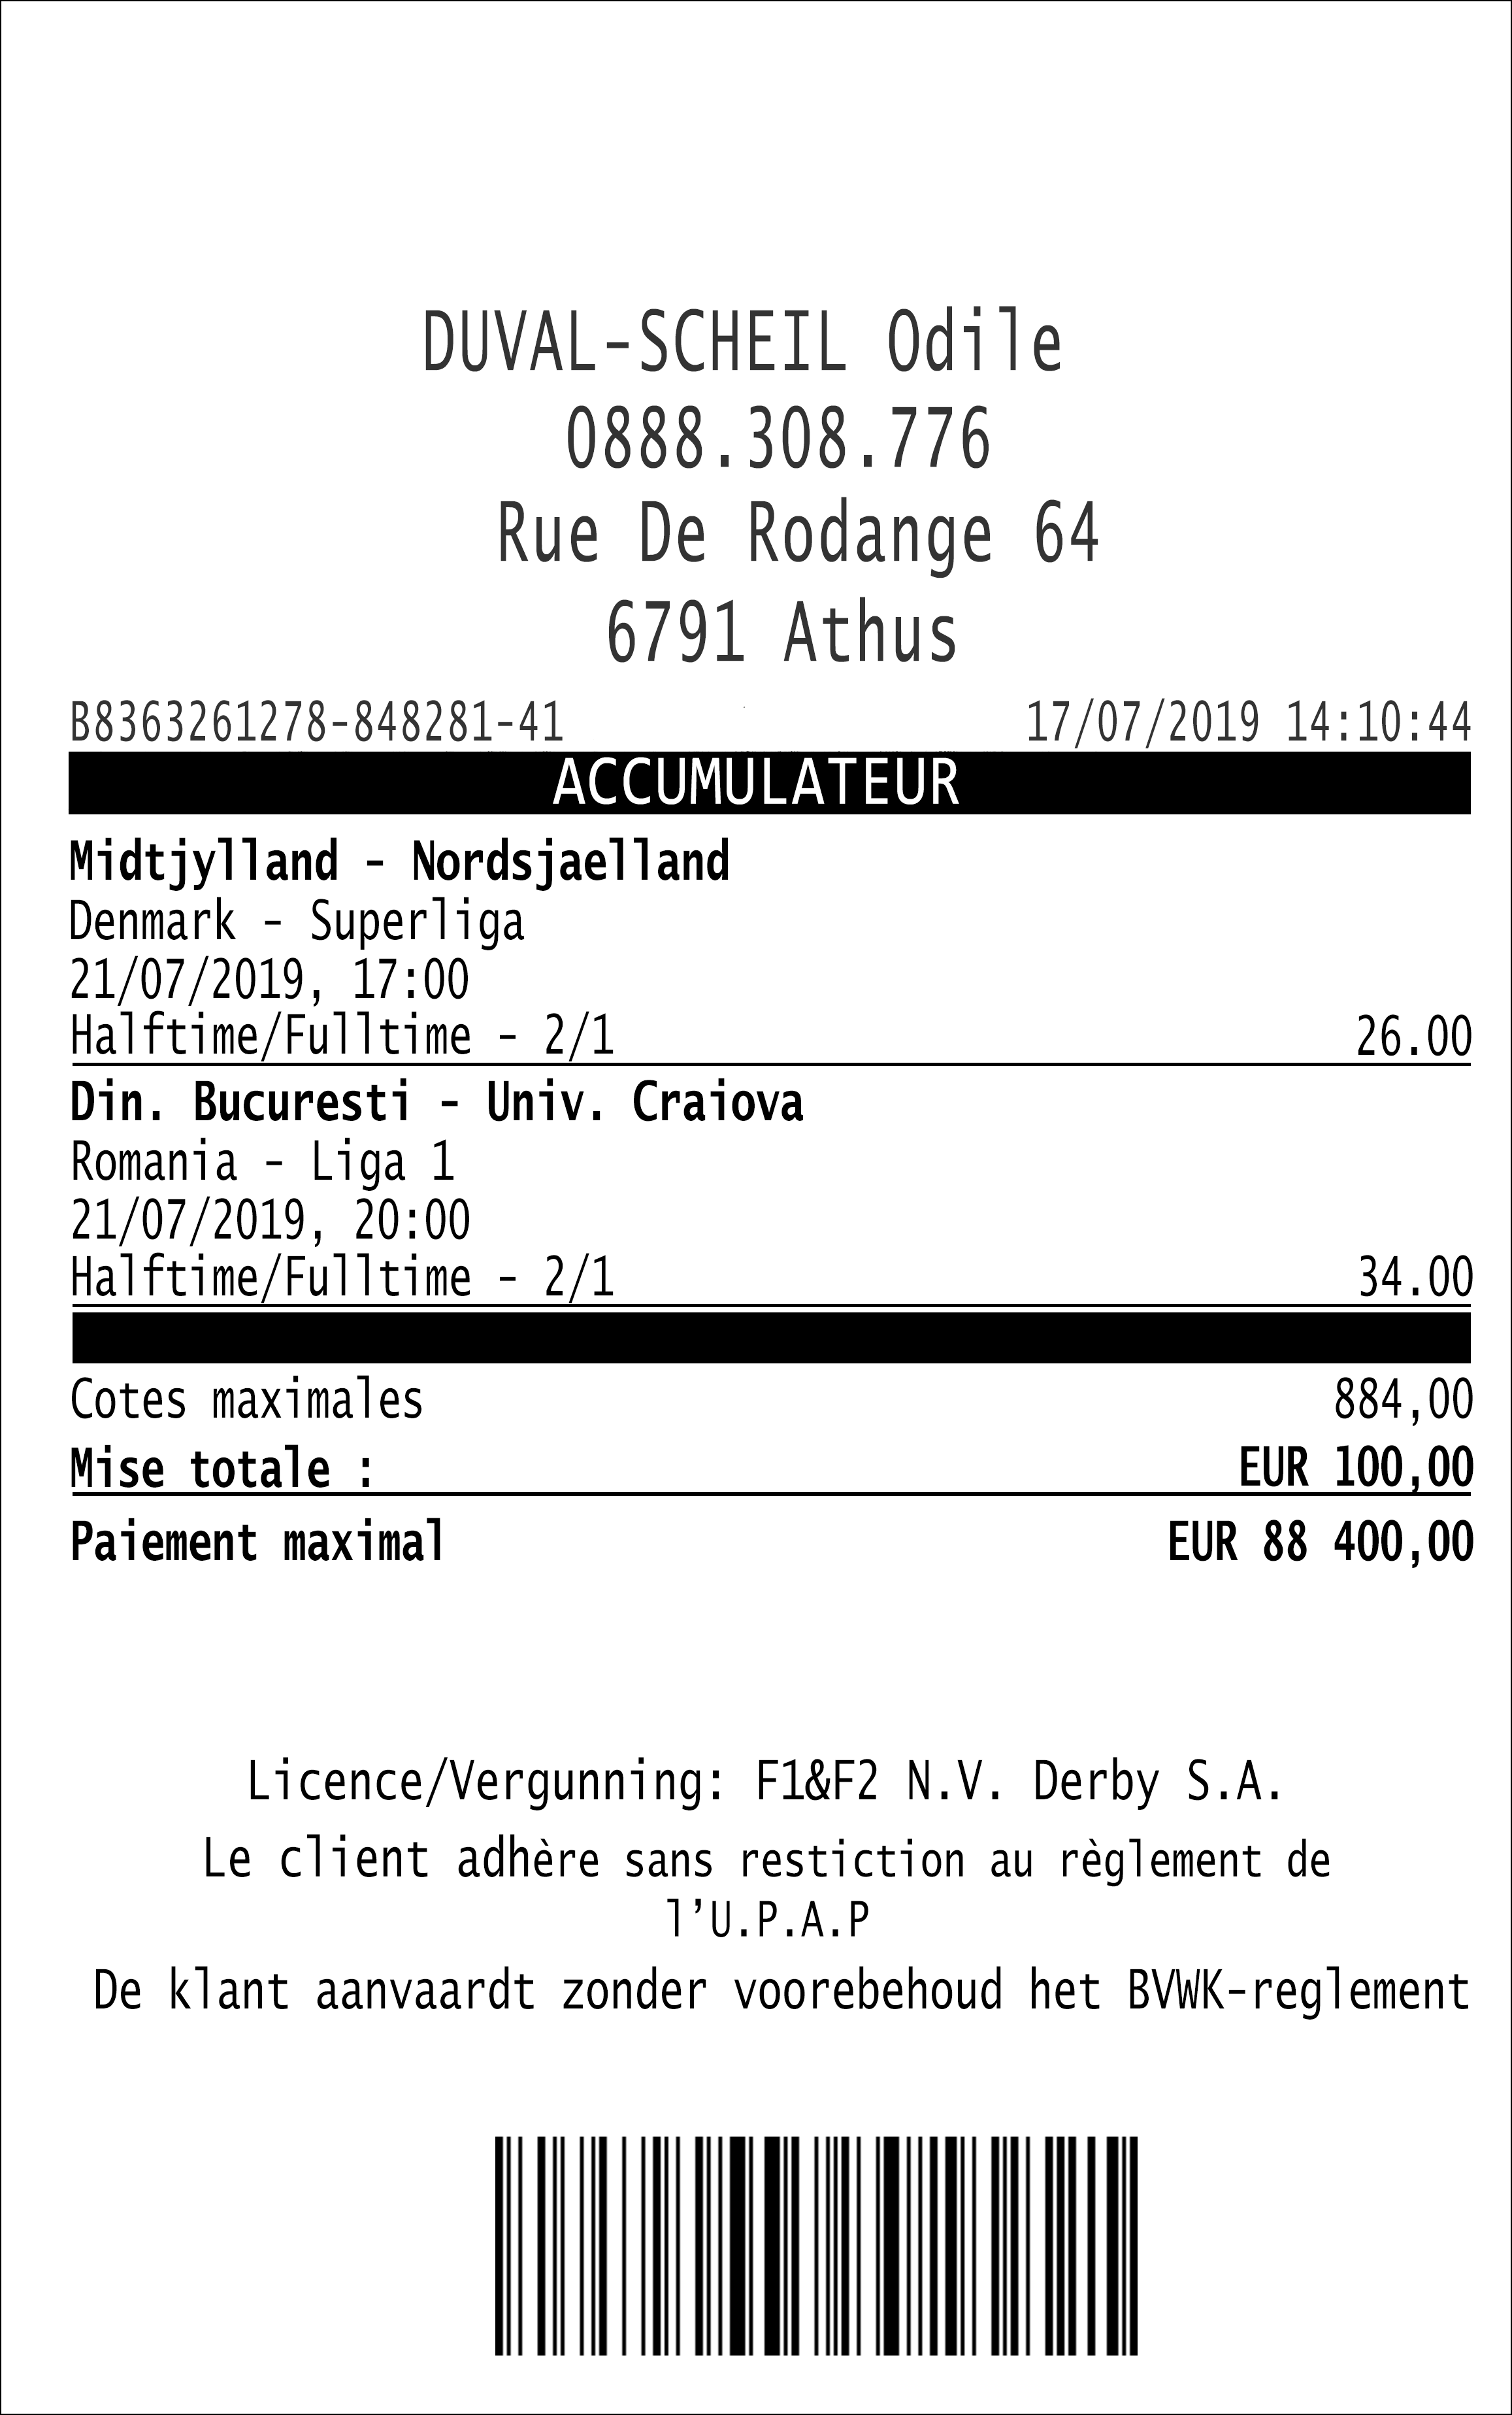 DUVAL-SCHEIL Odile
0888.308.776
Rue De Rodange 64
6791 Athus
B8363261278-848281-41 17/07/2019 14:10:44
ACCUMULATEUR
Midtjylland - Nordsjaelland
Denmark - Superliga
21/07/2019, 17:00
Halftime/Fulltime - 2/1 26.00
Din. Bucuresti - Univ. Craiova
Romania - Liga 1
21/07/2019, 20:00
Halftime/Fulltime - 2/1 34.00
Cotes maximales 884,00
Mise totale : EUR 100,00
Paiement maximal EUR 88 400,00
Licence/Vergunning: F1&F2 N.V. Derby S.A.
Le client adhère sans restiction au règlement de
l’U.P.A.P
De klant aanvaardt zonder voorebehoud het BVWK-reglement